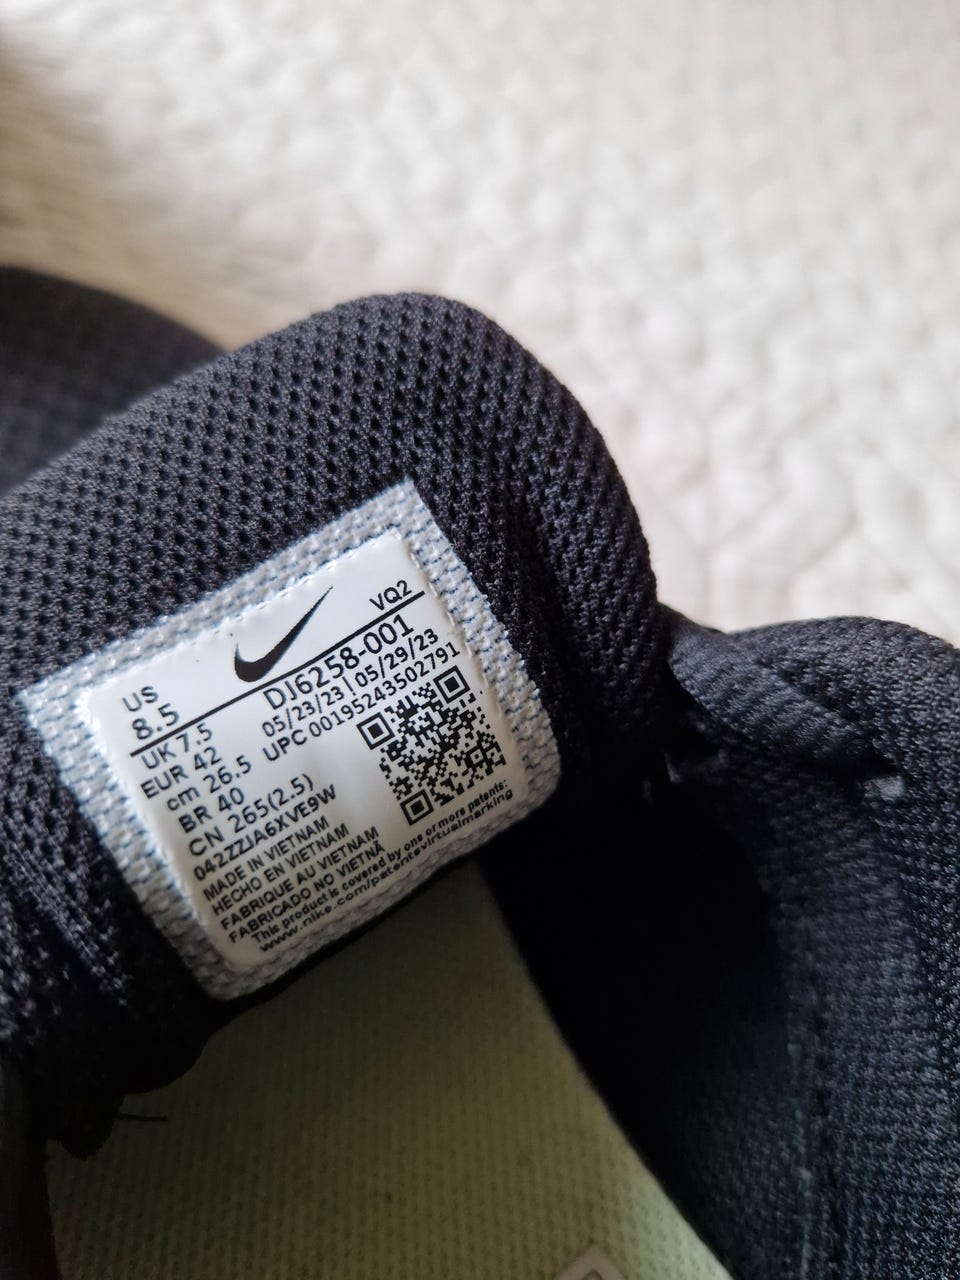 VQ2
US
8.5
DJ6258-001
UK 7.5
05/23/23 | 05/29/23
EUR 42
UPC 00195243502791
cm 26.5
BR 40
CN 265(2.5)
042ZZJA6XVE9W
MADE IN VIETNAM
HECHO EN VIETNAM
FABRIQUE AU VIETNAM
FABRICADO NO VIETNÃ
This product is covered by one or more patents:
www.nike.com/patentsvirtualmarking